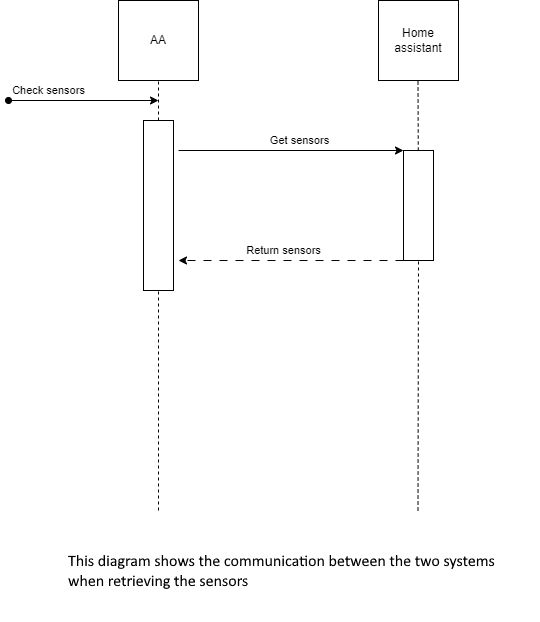 AA
Home
assistant
Check sensors
Get sensors
Return sensors
This diagram shows the communication between the two systems
when retrieving the sensors